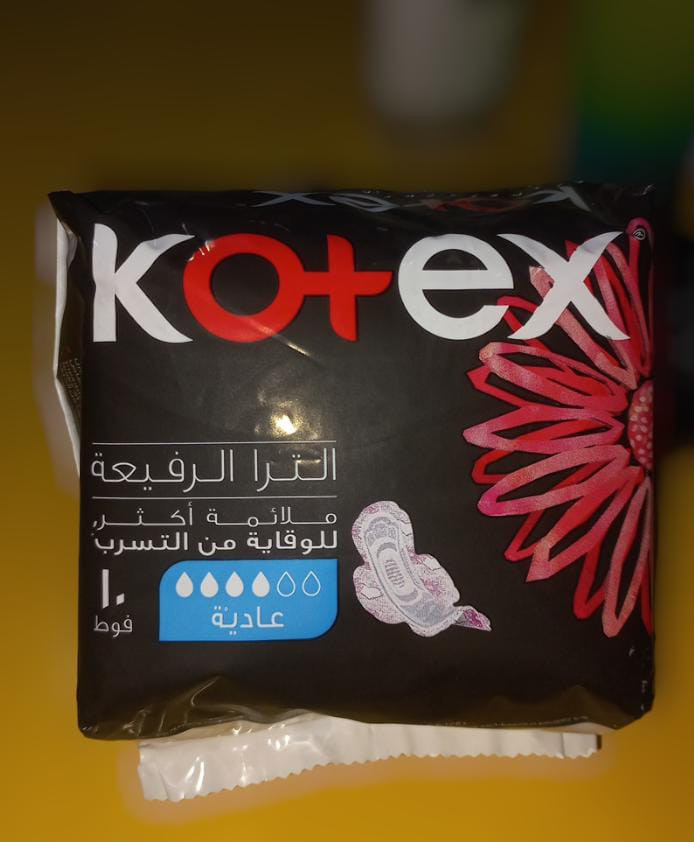 kotex
®
الترا الرفيعة
ملائمة أكثر،
للوقاية من التسرب
١٠
فوط
عادية